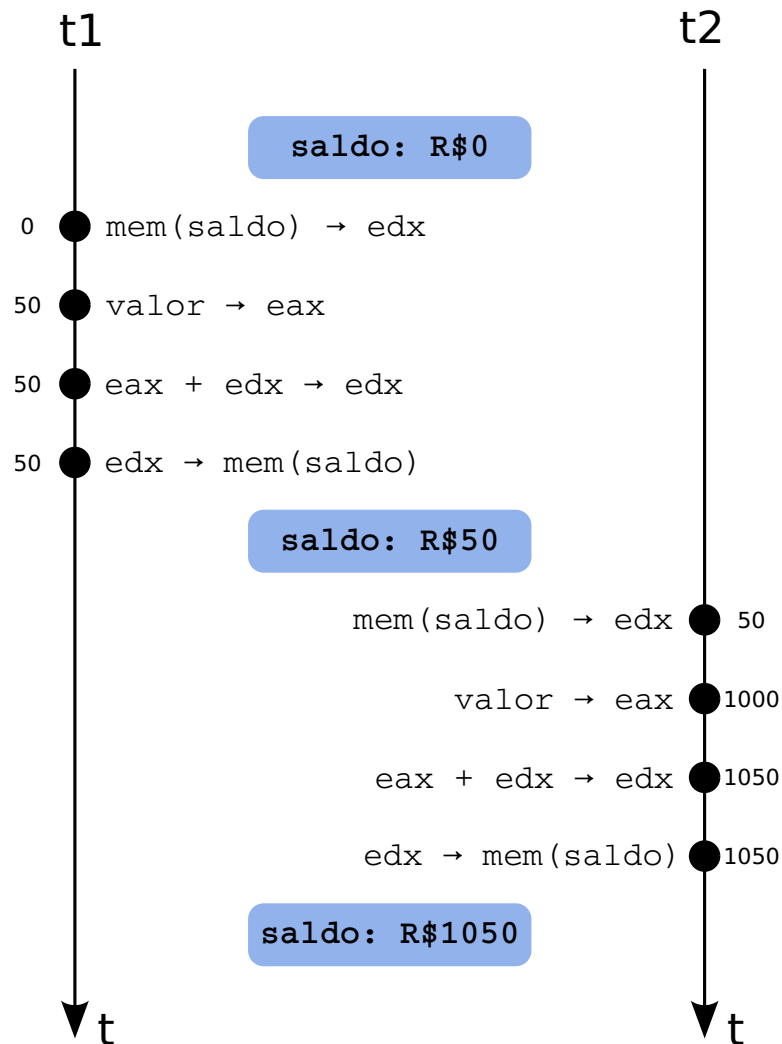 t1
t2
saldo: R$0
0 mem(saldo) → edx
50 valor → eax
50 eax + edx → edx
50 edx → mem(saldo)
saldo: R$50
mem(saldo) → edx 50
valor → eax 1000
eax + edx → edx 1050
edx → mem(saldo) 1050
saldo: R$1050
t
t